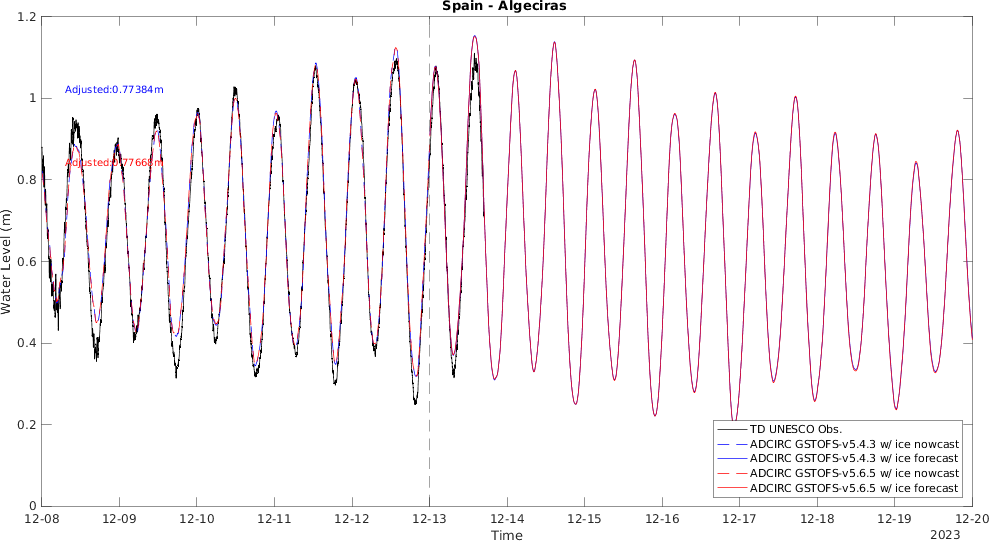 Spain - Algeciras
1.2
1
0.8
0.6
0.4
0.2
0
Water Level (m)
Adjusted:0.77384m
Adjusted:0.77668m
TD UNESCO Obs.
ADCIRC GSTOFS-v5.4.3 w/ ice nowcast
ADCIRC GSTOFS-v5.4.3 w/ ice forecast
ADCIRC GSTOFS-v5.6.5 w/ ice nowcast
ADCIRC GSTOFS-v5.6.5 w/ ice forecast
12-08 12-09 12-10 12-11 12-12 12-13 12-14 12-15 12-16 12-17 12-18 12-19 12-20
Time
2023